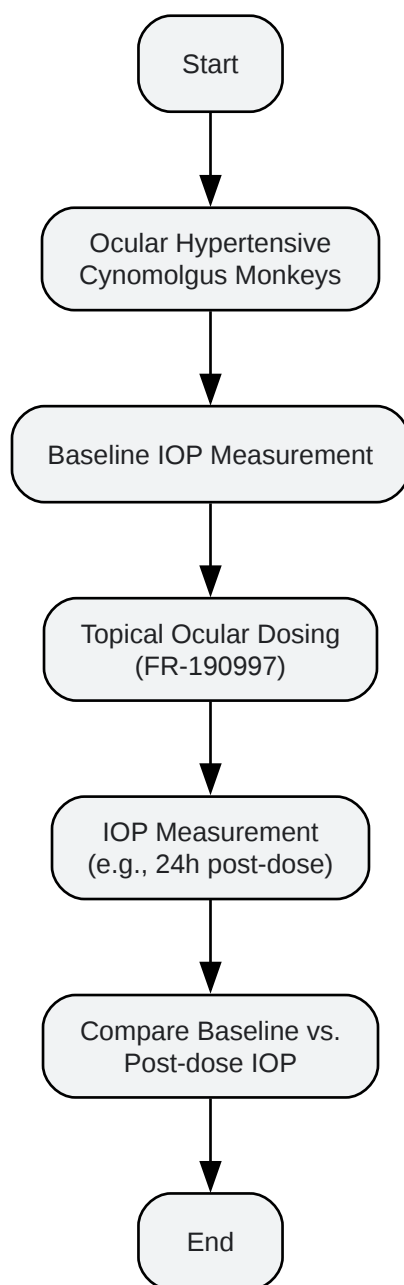 Start
Ocular Hypertensive
Cynomolgus Monkeys
Baseline IOP Measurement
Topical Ocular Dosing
(FR-190997)
IOP Measurement
(e.g., 24h post-dose)
Compare Baseline vs.
Post-dose IOP
End